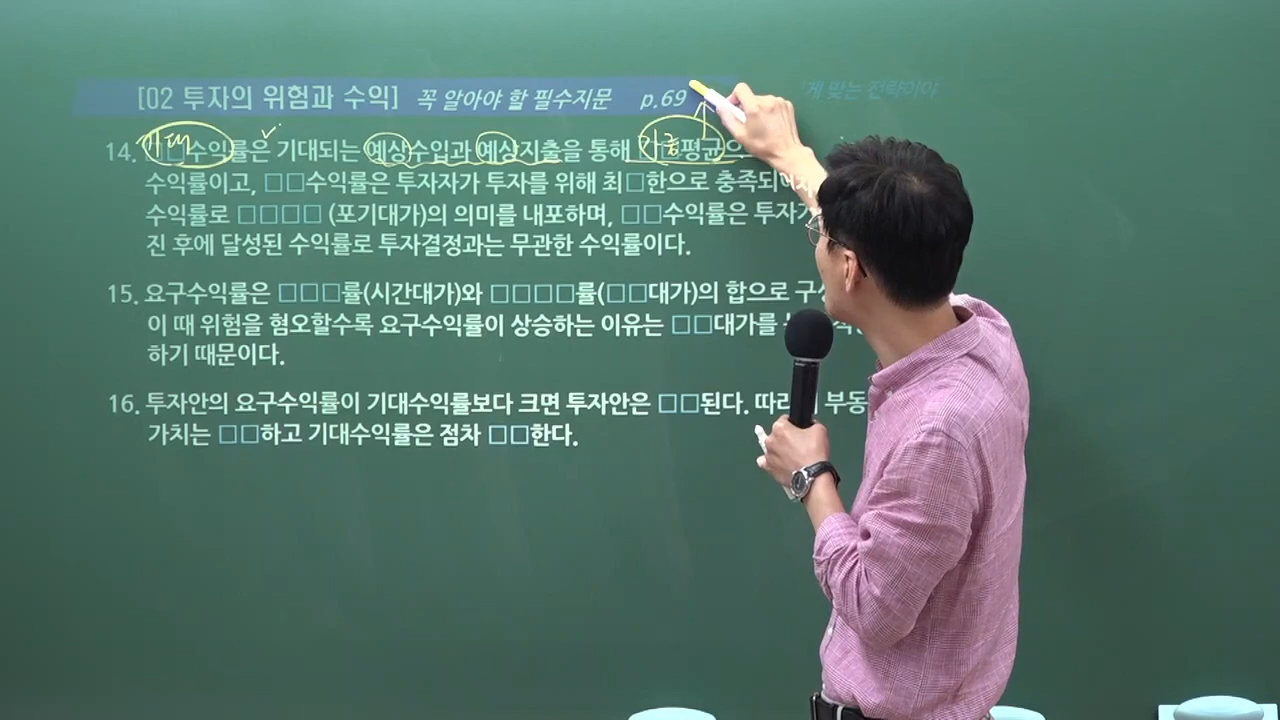 [02 투자의 위험과 수익] 꼭 알아야 할 필수지문 p.69
게 맞는 전략이야
14. 기대수익률은 기대되는 예상수입과 예상지출을 통해 가중평균으
수익률이고, □□수익률은 투자자가 투자를 위해 최□한으로 충족되
수익률로 □□□□ (포기대가)의 의미를 내포하며, □□수익률은 투자가
진 후에 달성된 수익률로 투자결정과는 무관한 수익률이다.
15. 요구수익률은 □□□률(시간대가)와 □□□□률(□□대가)의 합으로 구성
이 때 위험을 혐오할수록 요구수익률이 상승하는 이유는 □□대가를
하기 때문이다.
16. 투자안의 요구수익률이 기대수익률보다 크면 투자안은 □□된다. 부동
가치는 □□하고 기대수익률은 점차 □□한다.